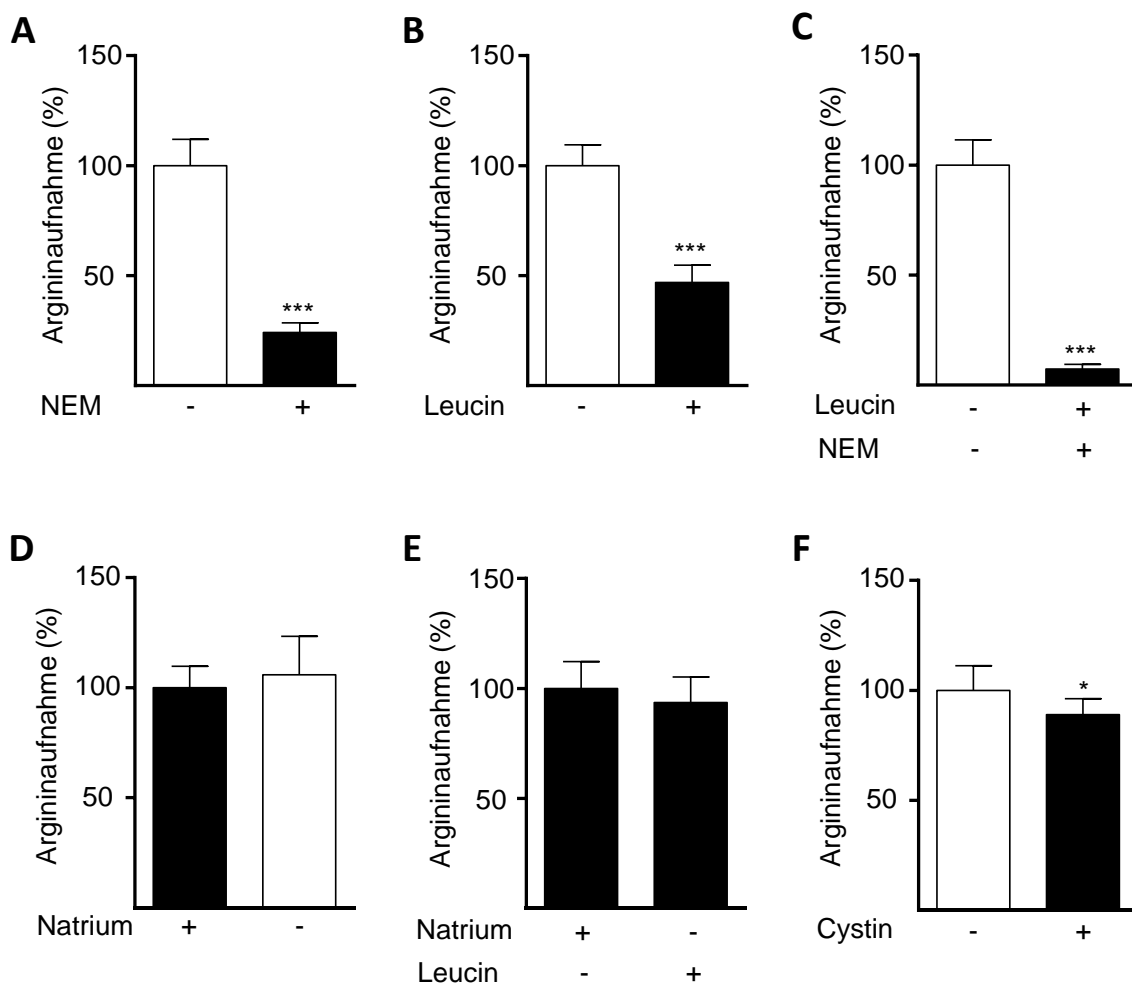 A
Argininaufnahme (%)
150
100
50
***
NEM - +
B
Argininaufnahme (%)
150
100
50
***
Leucin - +
C
Argininaufnahme (%)
150
100
50
***
Leucin - +
NEM - +
D
Argininaufnahme (%)
150
100
50
Natrium + -
E
Argininaufnahme (%)
150
100
50
Natrium + -
Leucin - +
F
Argininaufnahme (%)
150
100
50
*
Cystin - +